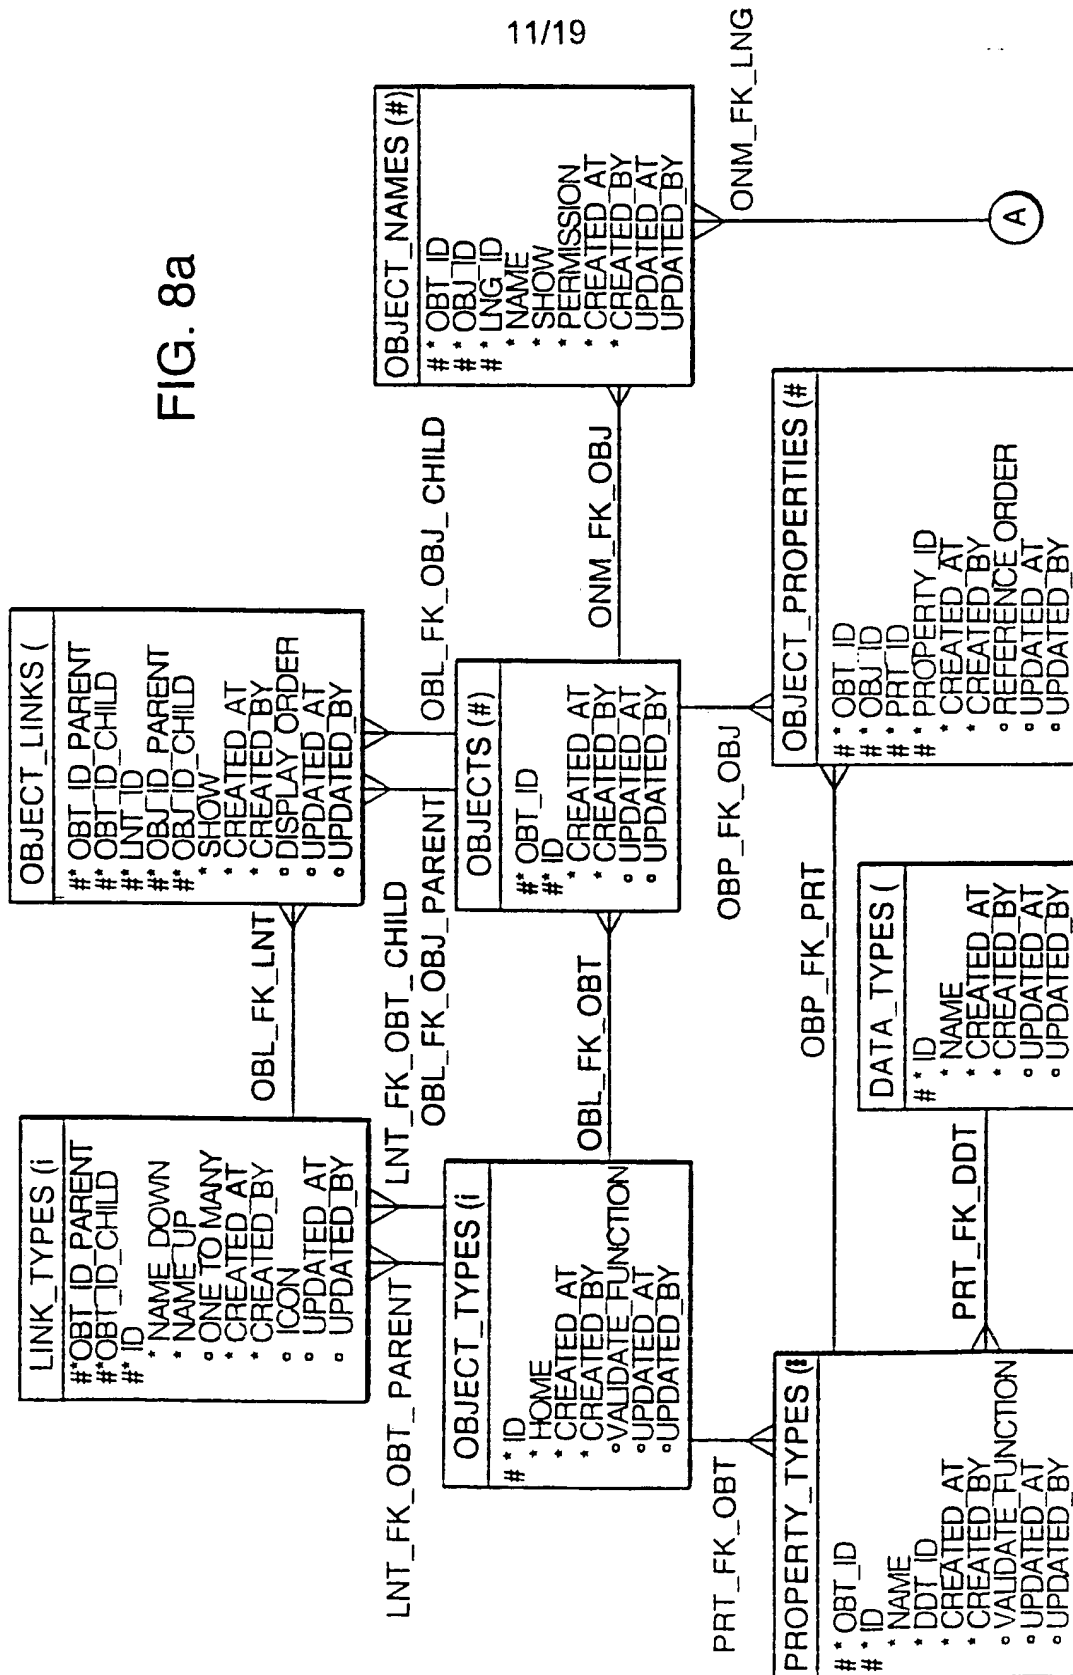 11/19
FIG. 8a
LINK_TYPES (i
#*OBT_ID_PARENT
#*OBT_ID_CHILD
#* ID
* NAME_DOWN
* NAME_UP
o ONE_TO_MANY
* CREATED_AT
* CREATED_BY
o ICON
o UPDATED_AT
o UPDATED_BY
OBL_FK_LNT
OBJECT_LINKS (
#* OBT_ID_PARENT
#* OBT_ID_CHILD
#* LNT_ID
#* OBJ_ID_PARENT
#* OBJ_ID_CHILD
* SHOW
* CREATED_AT
* CREATED_BY
o DISPLAY_ORDER
o UPDATED_AT
o UPDATED_BY
LNT_FK_OBT_PARENT
LNT_FK_OBT_CHILD
OBL_FK_OBJ_PARENT
OBL_FK_OBJ_CHILD
OBJECT_TYPES (i
# * ID
* HOME
* CREATED_AT
* CREATED_BY
o VALIDATE_FUNCTION
o UPDATED_AT
o UPDATED_BY
OBL_FK_OBT
OBJECTS (#)
#* OBT_ID
#* ID
* CREATED_AT
* CREATED_BY
o UPDATED_AT
o UPDATED_BY
ONM_FK_OBJ
OBJECT_NAMES (#)
# * OBT_ID
# * OBJ_ID
# * LNG_ID
* NAME
* SHOW
* PERMISSION
* CREATED_AT
* CREATED_BY
UPDATED_AT
UPDATED_BY
ONM_FK_LNG
A
PRT_FK_OBT
OBP_FK_OBJ
OBP_FK_PRT
PROPERTY_TYPES (#
# * OBT_ID
# * ID
* NAME
* DDT_ID
* CREATED_AT
* CREATED_BY
o VALIDATE_FUNCTION
o UPDATED_AT
o UPDATED_BY
PRT_FK_DDT
DATA_TYPES (
# * ID
* NAME
* CREATED_AT
* CREATED_BY
o UPDATED_AT
o UPDATED_BY
OBJECT_PROPERTIES (#
# * OBT_ID
# * OBJ_ID
# * PRT_ID
# * PROPERTY_ID
* CREATED_AT
* CREATED_BY
o REFERENCE_ORDER
o UPDATED_AT
o UPDATED_BY